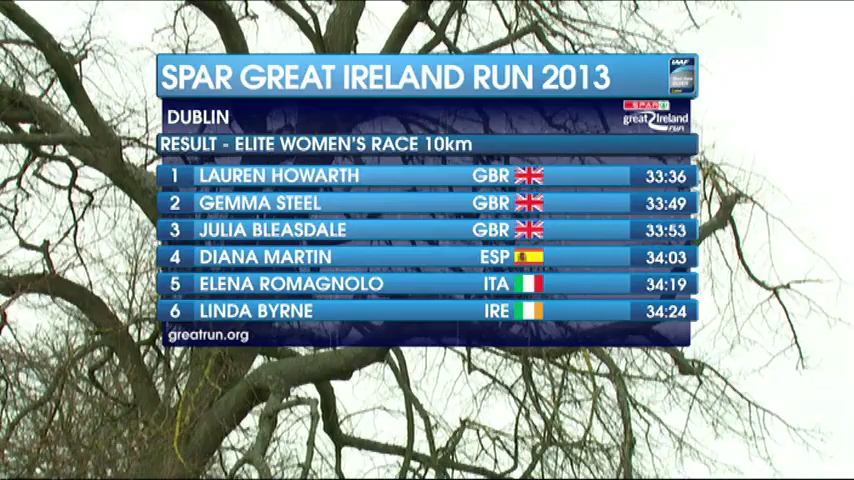 SPAR GREAT IRELAND RUN 2013
IAAF
DUBLIN
SPAR
great Ireland
run
RESULT - ELITE WOMEN'S RACE 10km
1 LAUREN HOWARTH GBR 33:36
2 GEMMA STEEL GBR 33:49
3 JULIA BLEASDALE GBR 33:53
4 DIANA MARTIN ESP 34:03
5 ELENA ROMAGNOLO ITA 34:19
6 LINDA BYRNE IRE 34:24
greatrun.org